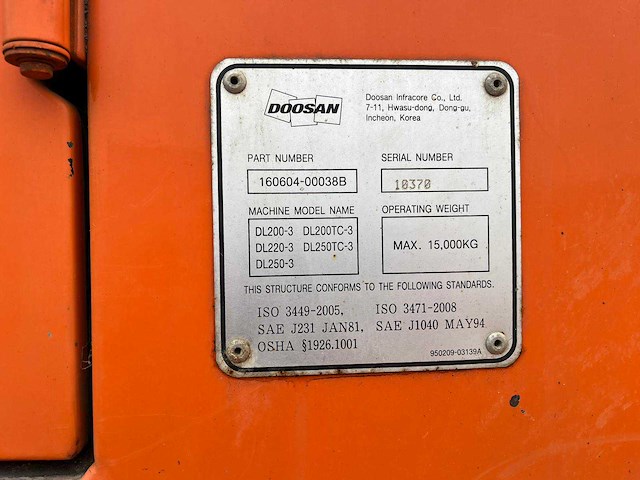 DOOSAN
Doosan Infracore Co., Ltd.
7-11, Hwasu-dong, Dong-gu,
Incheon, Korea
PART NUMBER
160604-00038B
SERIAL NUMBER
10370
MACHINE MODEL NAME
DL200-3 DL200TC-3
DL220-3 DL250TC-3
DL250-3
OPERATING WEIGHT
MAX. 15,000KG
THIS STRUCTURE CONFORMS TO THE FOLLOWING STANDARDS.
ISO 3449-2005, ISO 3471-2008
SAE J231 JAN81, SAE J1040 MAY94
OSHA §1926.1001
950209-03139A